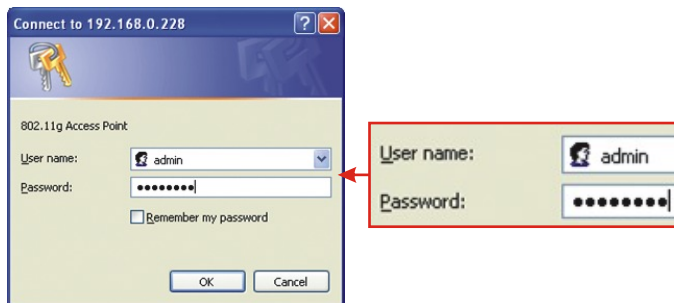 Connect to 192.168.0.228
802.11g Access Point
User name: admin
Password: ••••••••
Remember my password
OK Cancel
User name: admin
Password: ••••••••